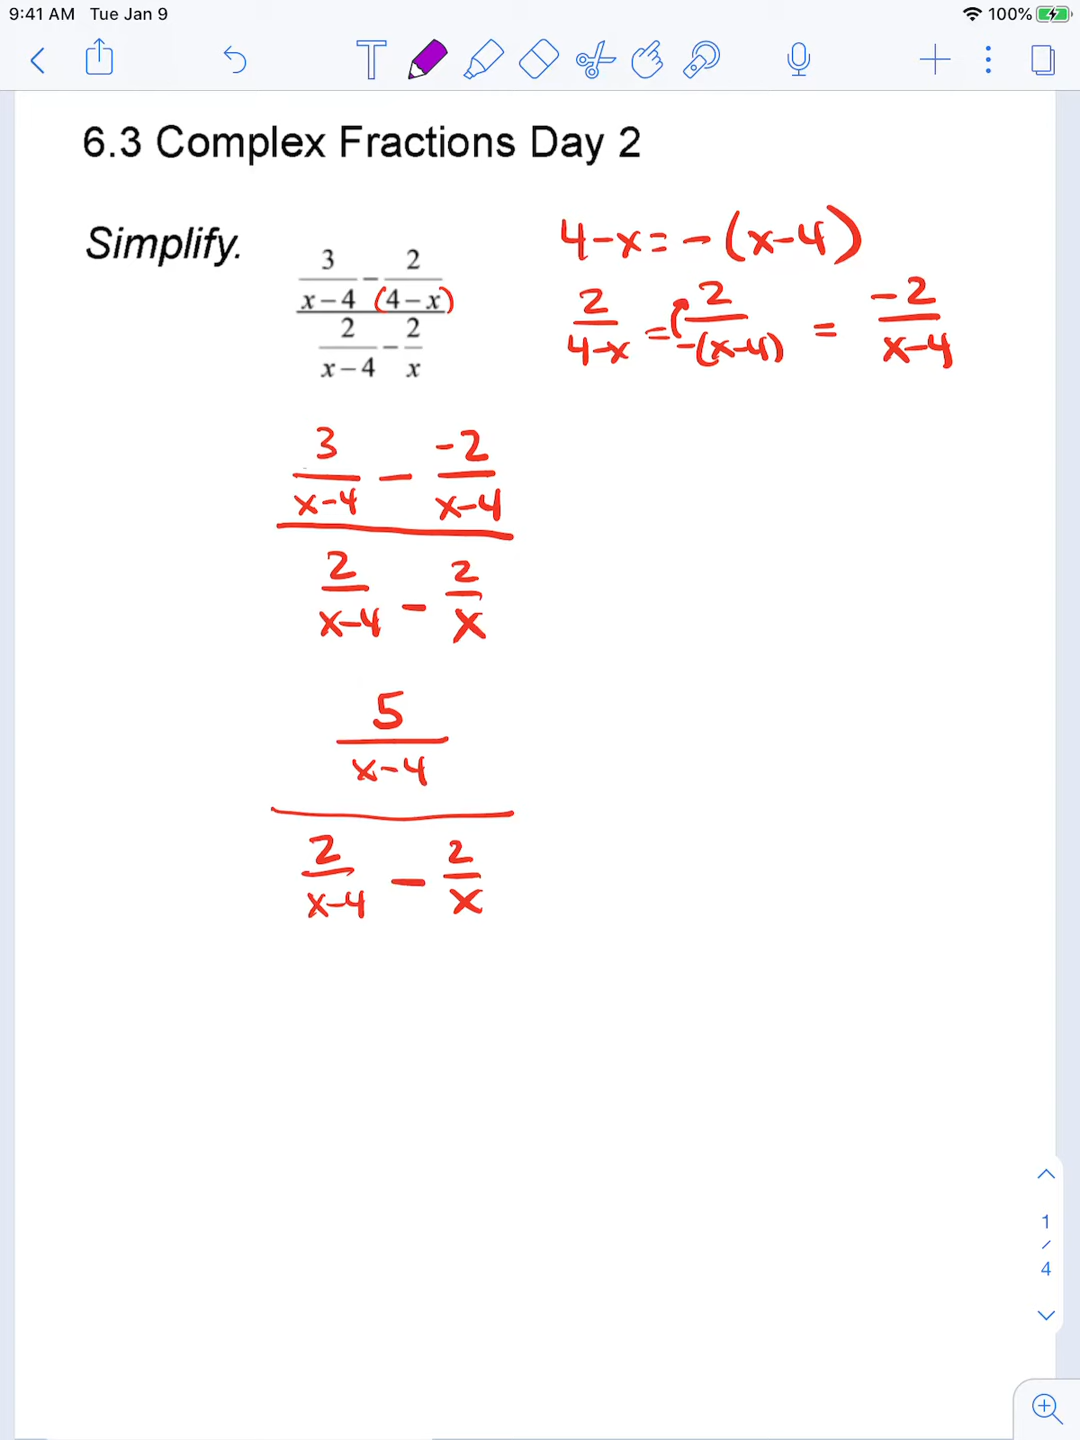 9:41 AM Tue Jan 9 100%
6.3 Complex Fractions Day 2
Simplify.
3 2
x – 4 – (4 – x)
2 2
x – 4 – x
4-x = -(x-4)
2 2 -2
4-x = -(x-4) = x-4
3 -2
x-4 - x-4
2 2
x-4 - x
5
x-4
2 2
x-4 - x
1
/
4